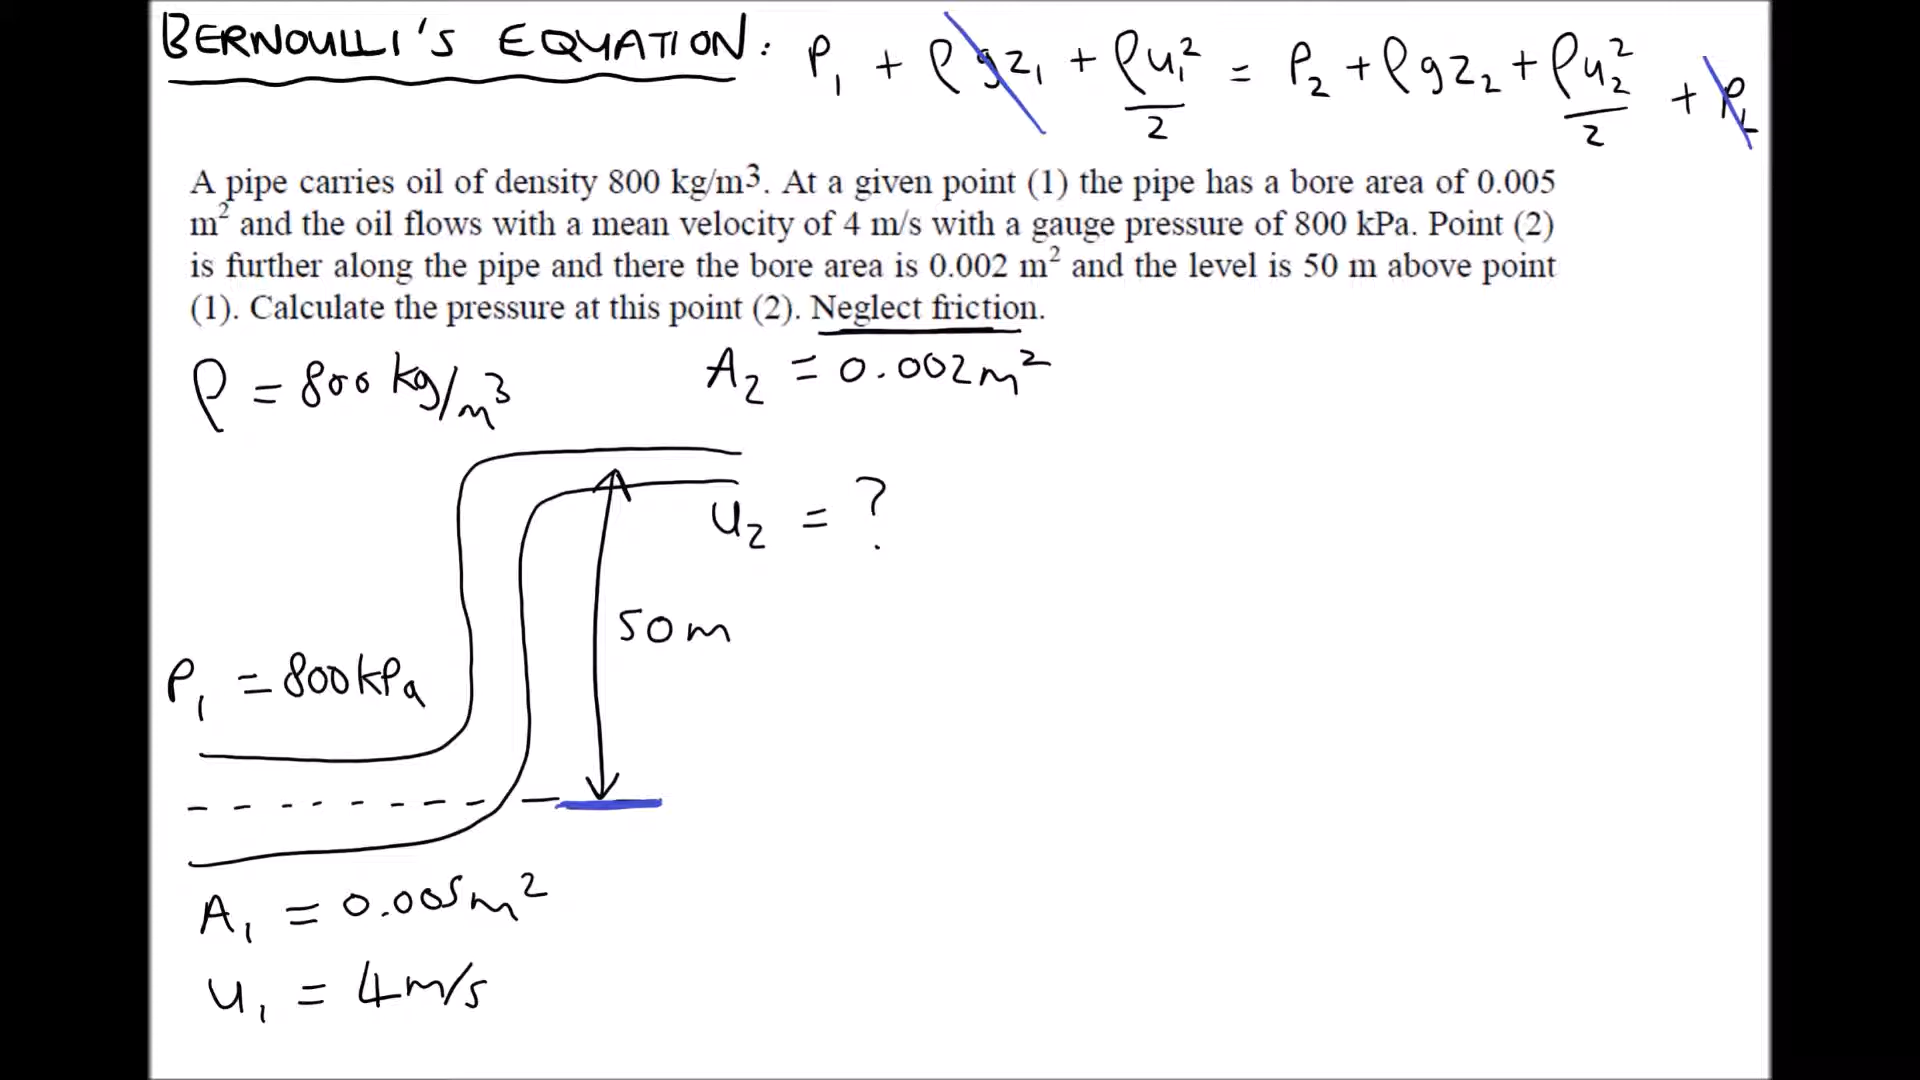 BERNOULLI'S EQUATION: P₁ + ρgz₁ + ρu₁²/2 = P₂ + ρgz₂ + ρu₂²/2 + P_L
A pipe carries oil of density 800 kg/m³. At a given point (1) the pipe has a bore area of 0.005
m² and the oil flows with a mean velocity of 4 m/s with a gauge pressure of 800 kPa. Point (2)
is further along the pipe and there the bore area is 0.002 m² and the level is 50 m above point
(1). Calculate the pressure at this point (2). Neglect friction.
ρ = 800 kg/m³
A₂ = 0.002m²
u₂ = ?
50m
P₁ = 800kPa
A₁ = 0.005m²
u₁ = 4m/s